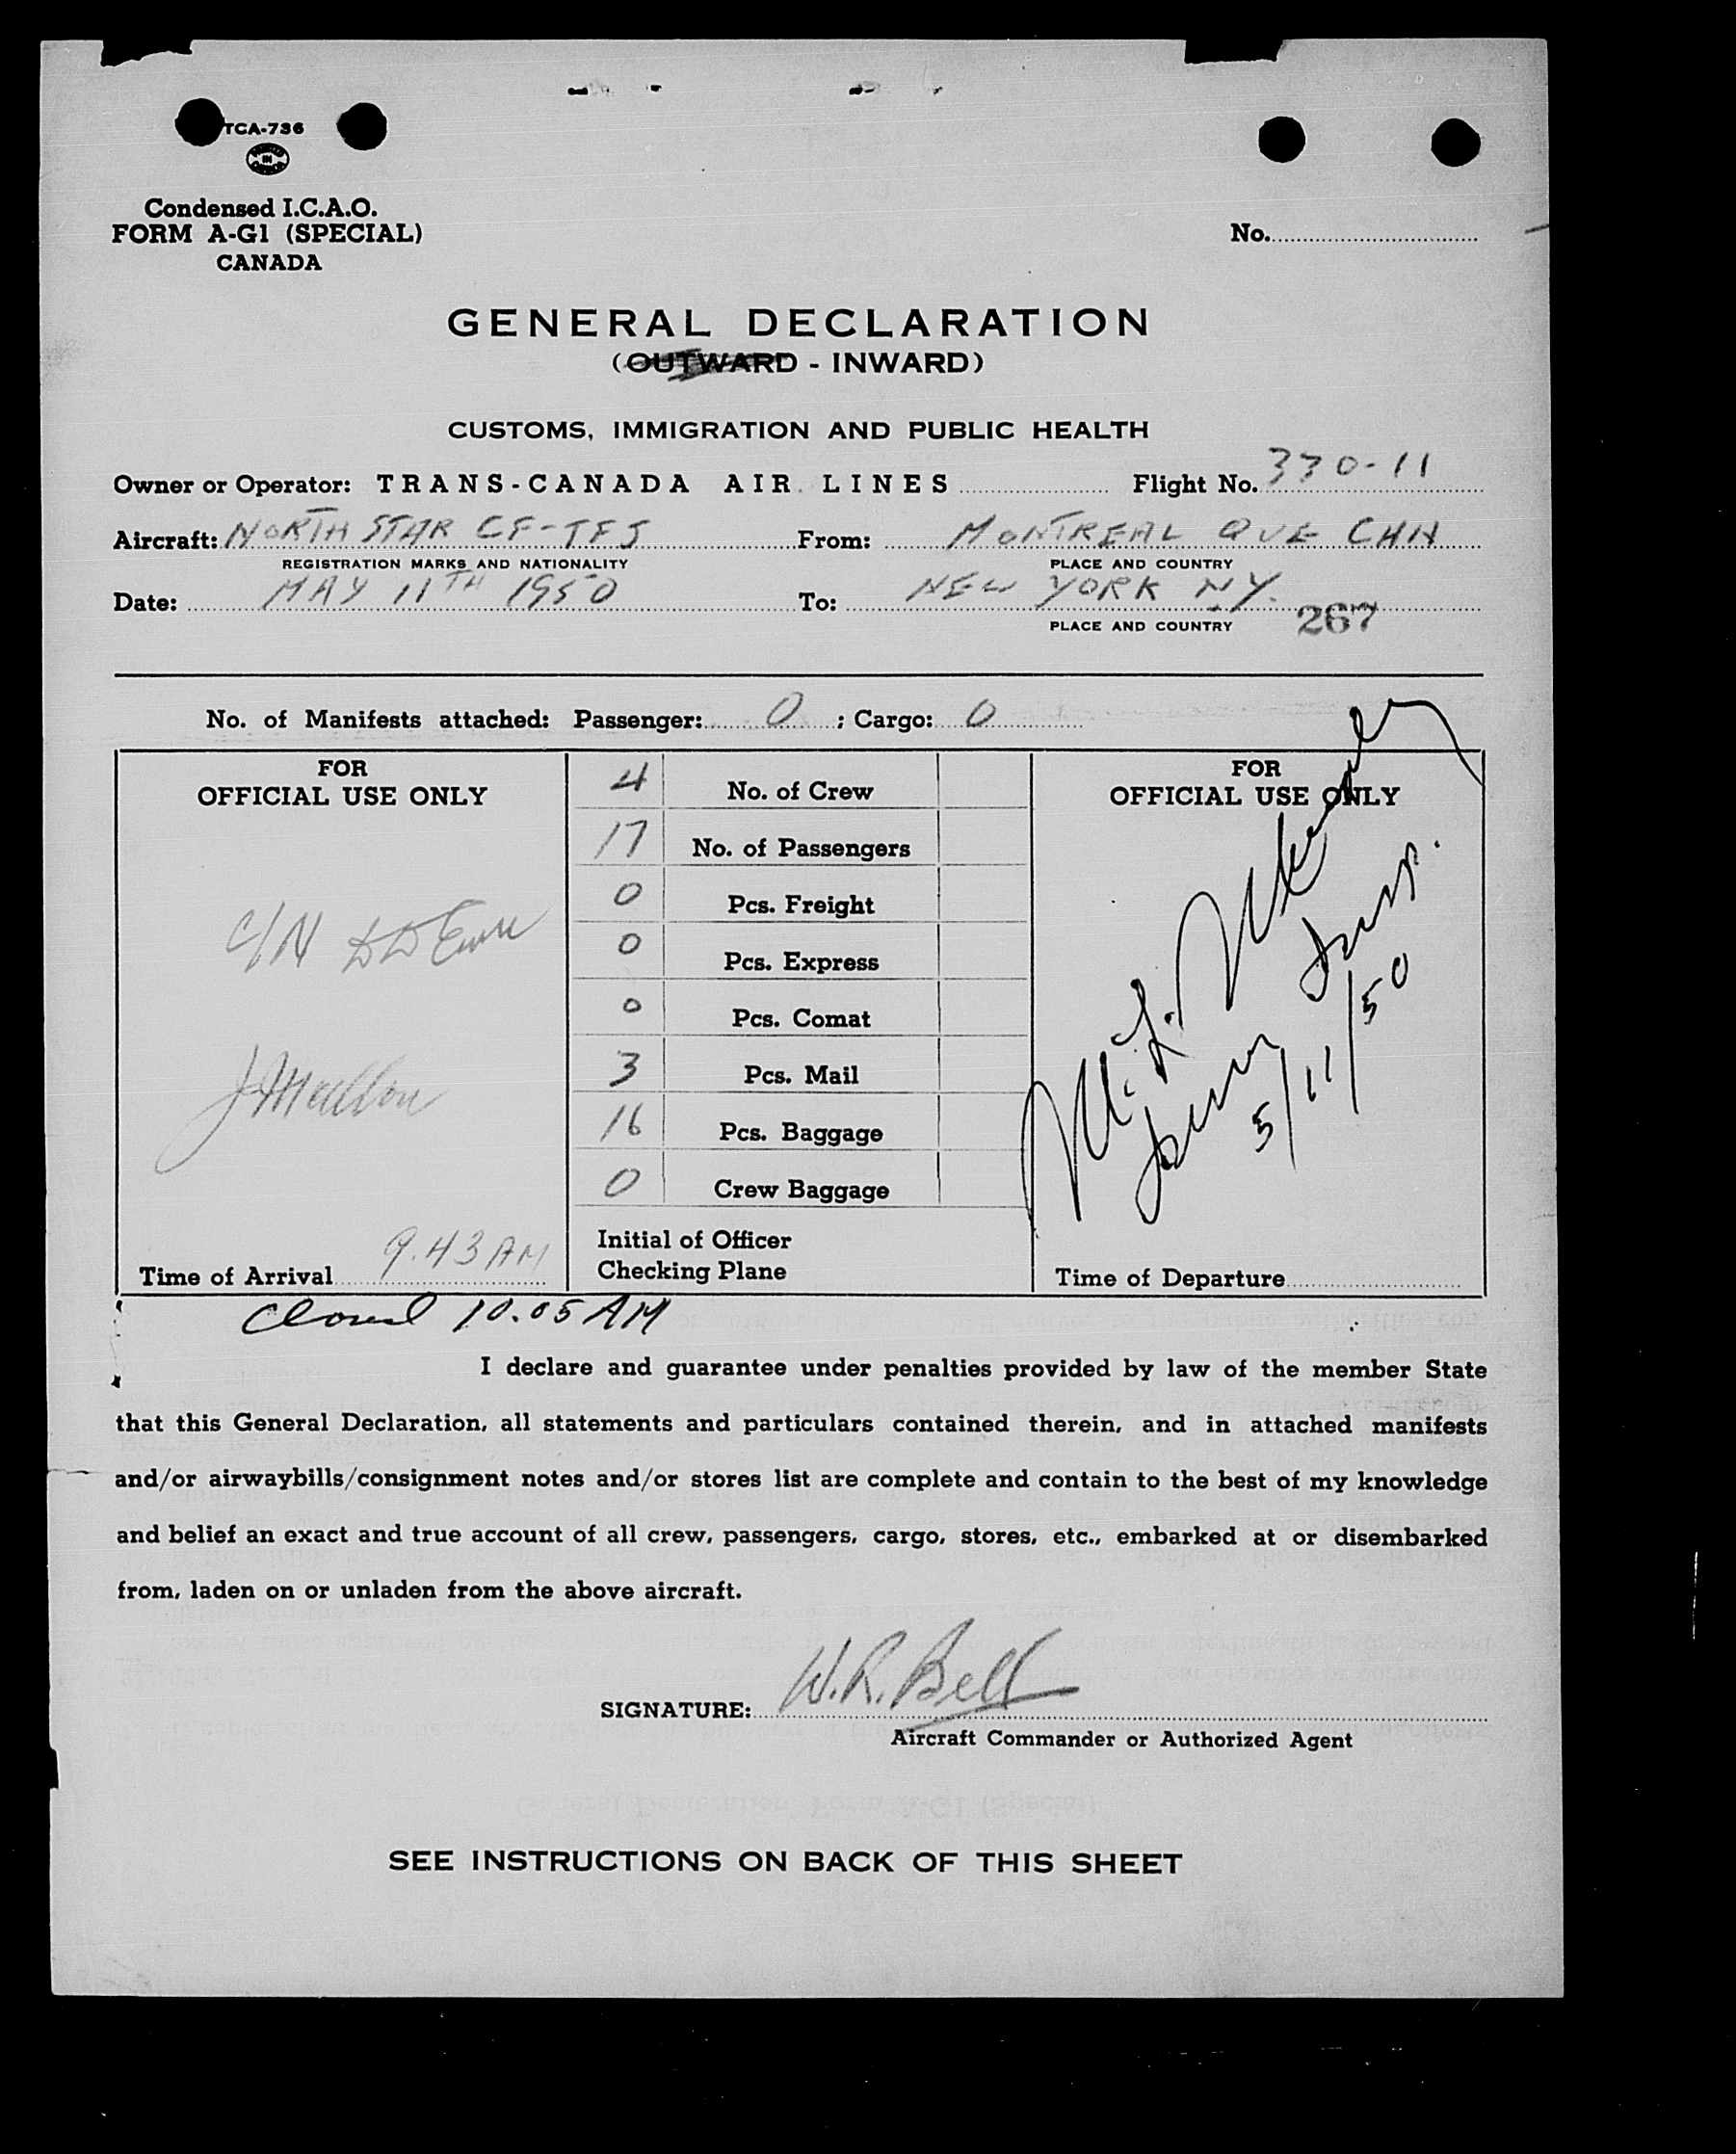 TCA-736
Condensed I.C.A.O.
FORM A-G1 (SPECIAL)
CANADA
No.
GENERAL DECLARATION
(OUTWARD - INWARD)
CUSTOMS, IMMIGRATION AND PUBLIC HEALTH
Owner or Operator: TRANS-CANADA AIR LINES Flight No. 330-11
Aircraft: NORTH STAR CF-TFJ From: MONTREAL QUE CAN
REGISTRATION MARKS AND NATIONALITY PLACE AND COUNTRY
Date: MAY 11TH 1950 To: NEW YORK NY.
PLACE AND COUNTRY 267
No. of Manifests attached: Passenger: 0 ; Cargo: 0
FOR
OFFICIAL USE ONLY
C/N
Time of Arrival 9.43 AM
4 No. of Crew
17 No. of Passengers
0 Pcs. Freight
0 Pcs. Express
0 Pcs. Comat
3 Pcs. Mail
16 Pcs. Baggage
0 Crew Baggage
Initial of Officer
Checking Plane
FOR
OFFICIAL USE ONLY
Insp.
5/11/50
Time of Departure
Closed 10.05 AM
I declare and guarantee under penalties provided by law of the member State
that this General Declaration, all statements and particulars contained therein, and in attached manifests
and/or airwaybills/consignment notes and/or stores list are complete and contain to the best of my knowledge
and belief an exact and true account of all crew, passengers, cargo, stores, etc., embarked at or disembarked
from, laden on or unladen from the above aircraft.
SIGNATURE: W.R. Bell
Aircraft Commander or Authorized Agent
SEE INSTRUCTIONS ON BACK OF THIS SHEET